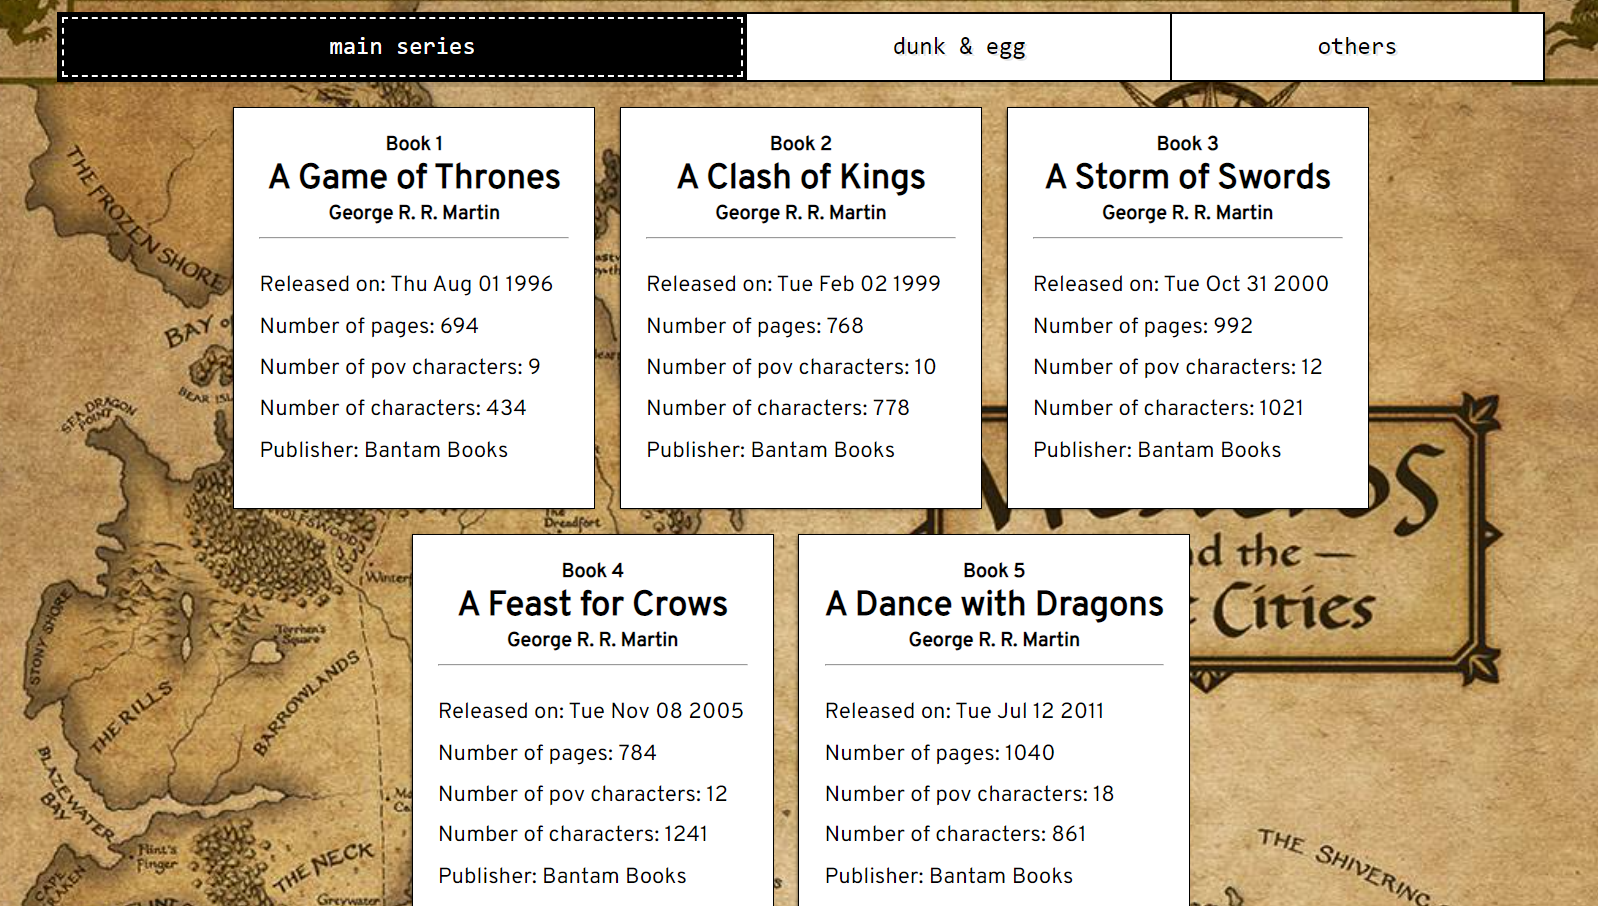 main series
dunk & egg
others
Book 1
A Game of Thrones
George R. R. Martin
Released on: Thu Aug 01 1996
Number of pages: 694
Number of pov characters: 9
Number of characters: 434
Publisher: Bantam Books
Book 2
A Clash of Kings
George R. R. Martin
Released on: Tue Feb 02 1999
Number of pages: 768
Number of pov characters: 10
Number of characters: 778
Publisher: Bantam Books
Book 3
A Storm of Swords
George R. R. Martin
Released on: Tue Oct 31 2000
Number of pages: 992
Number of pov characters: 12
Number of characters: 1021
Publisher: Bantam Books
Book 4
A Feast for Crows
George R. R. Martin
Released on: Tue Nov 08 2005
Number of pages: 784
Number of pov characters: 12
Number of characters: 1241
Publisher: Bantam Books
Book 5
A Dance with Dragons
George R. R. Martin
Released on: Tue Jul 12 2011
Number of pages: 1040
Number of pov characters: 18
Number of characters: 861
Publisher: Bantam Books
THE FROZEN SHORE
BAY
BEAR
SEA DRAGON
POINT
WOLFSWOOD
The
Dreadfort
the
Cities
STONY SHORE
Torrhen's
Square
THE RILLS
BARROWLANDS
BLAZEWATER
BAY
Flint's
Finger
THE NECK
Greywater
CAPE
THE SHIVERING